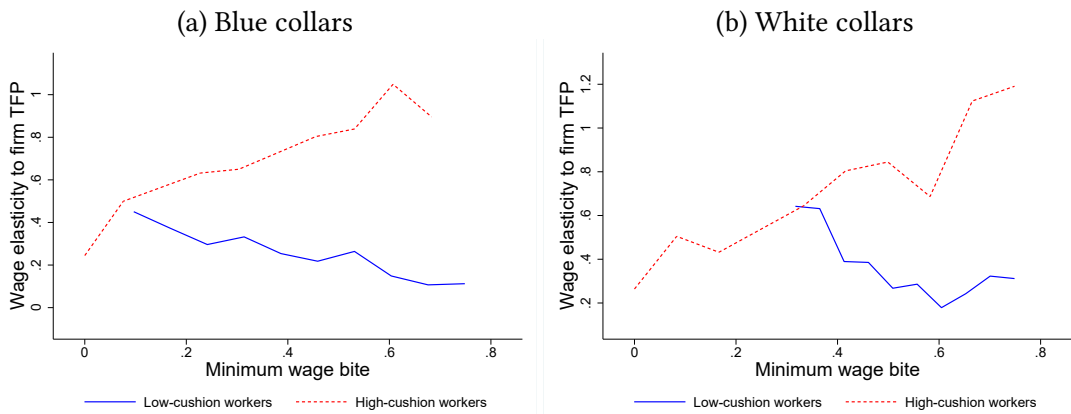 (a) Blue collars
Wage elasticity to firm TFP
1
.8
.6
.4
.2
0
0 .2 .4 .6 .8
Minimum wage bite
Low-cushion workers High-cushion workers
(b) White collars
Wage elasticity to firm TFP
1.2
1
.8
.6
.4
.2
0 .2 .4 .6 .8
Minimum wage bite
Low-cushion workers High-cushion workers